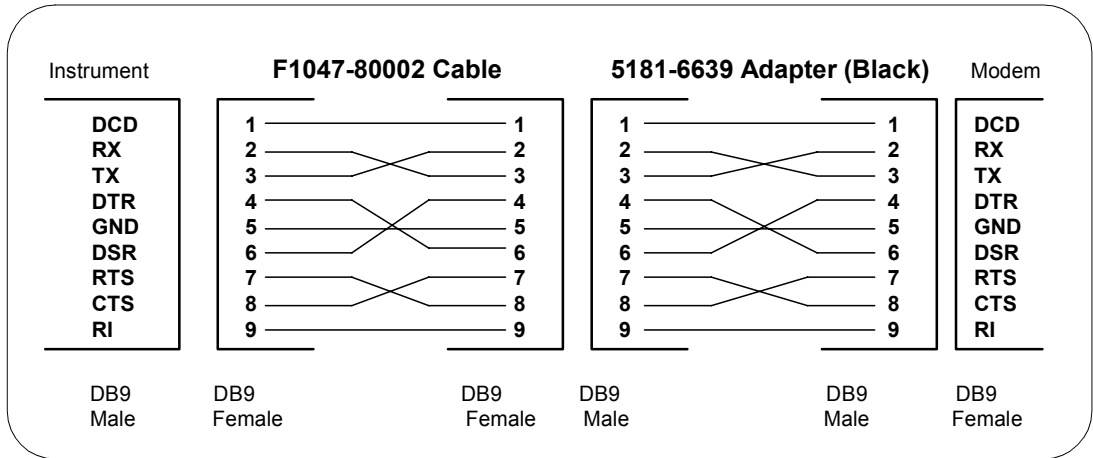 Instrument F1047-80002 Cable 5181-6639 Adapter (Black) Modem
DCD 1 1 1 1 DCD
RX 2 2 2 2 RX
TX 3 3 3 3 TX
DTR 4 4 4 4 DTR
GND 5 5 5 5 GND
DSR 6 6 6 6 DSR
RTS 7 7 7 7 RTS
CTS 8 8 8 8 CTS
RI 9 9 9 9 RI
DB9 DB9 DB9 DB9 DB9 DB9
Male Female Female Male Male Female